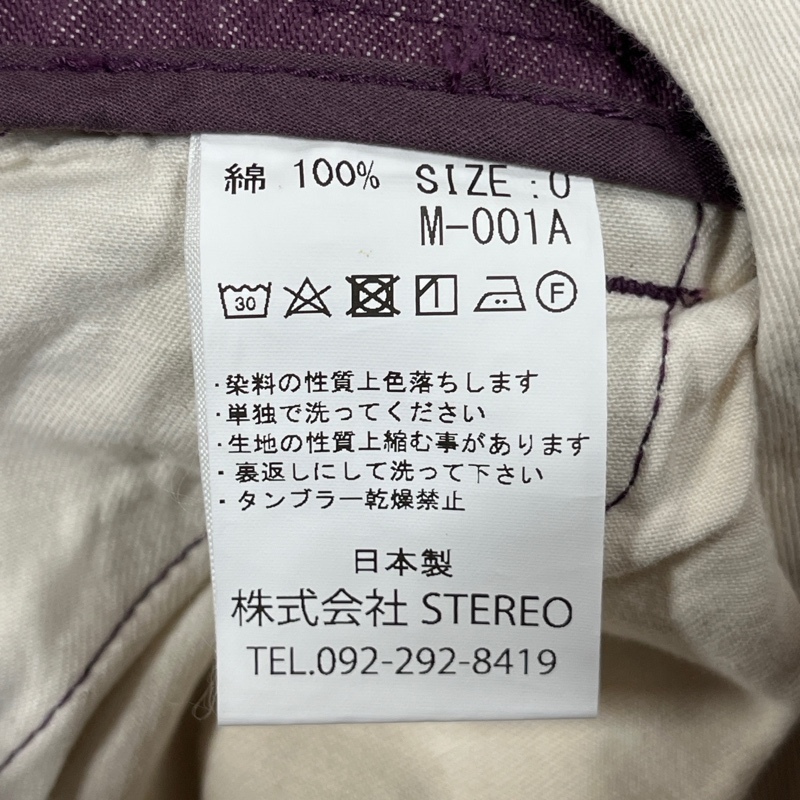 綿 100% SIZE : 0
M-001A
30 F
・染料の性質上色落ちします
・単独で洗ってください
・生地の性質上縮む事があります
・裏返しにして洗って下さい
・タンブラー乾燥禁止
日本製
株式会社 STEREO
TEL.092-292-8419